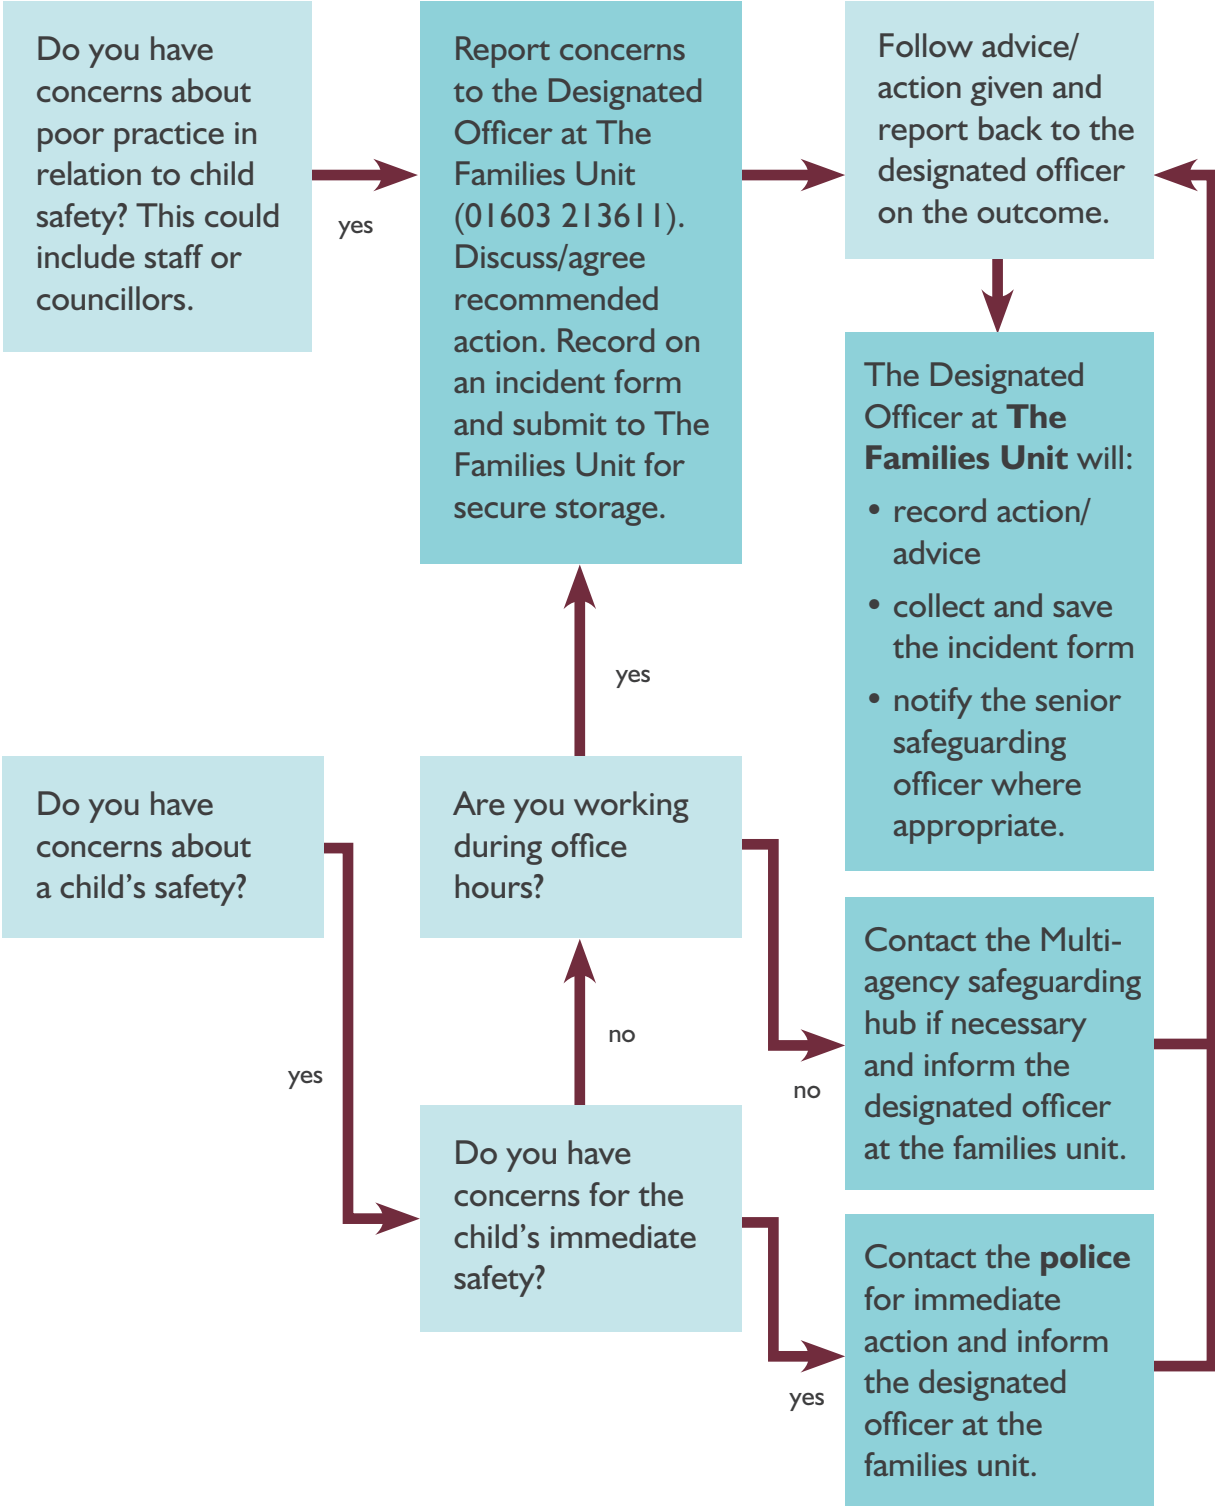 Do you have
concerns about
poor practice in
relation to child
safety? This could
include staff or
councillors.
yes
Report concerns
to the Designated
Officer at The
Families Unit
(01603 213611).
Discuss/agree
recommended
action. Record on
an incident form
and submit to The
Families Unit for
secure storage.
Follow advice/
action given and
report back to the
designated officer
on the outcome.
The Designated
Officer at The
Families Unit will:
• record action/
advice
• collect and save
the incident form
• notify the senior
safeguarding
officer where
appropriate.
yes
Do you have
concerns about
a child’s safety?
Are you working
during office
hours?
yes
no
no
Contact the Multi-
agency safeguarding
hub if necessary
and inform the
designated officer
at the families unit.
Do you have
concerns for the
child’s immediate
safety?
yes
Contact the police
for immediate
action and inform
the designated
officer at the
families unit.